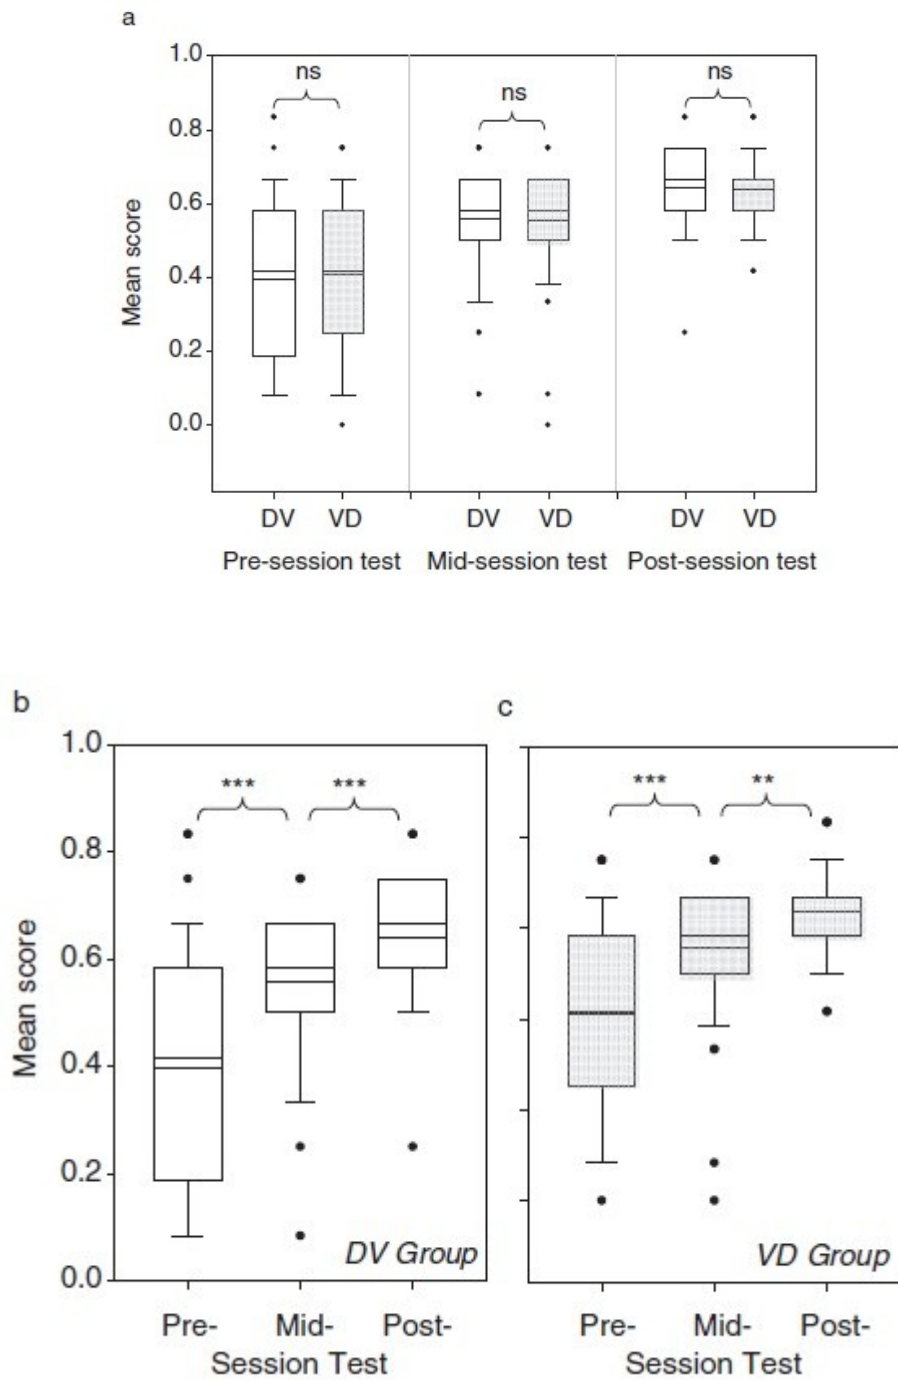 a
1.0
ns
ns
ns
0.8
0.6
0.4
0.2
0.0
Mean score
DV VD DV VD DV VD
Pre-session test Mid-session test Post-session test
b
c
1.0
*** ***
*** **
0.8
0.6
0.4
0.2
0.0
Mean score
DV Group
VD Group
Pre- Mid- Post-
Session Test
Pre- Mid- Post-
Session Test